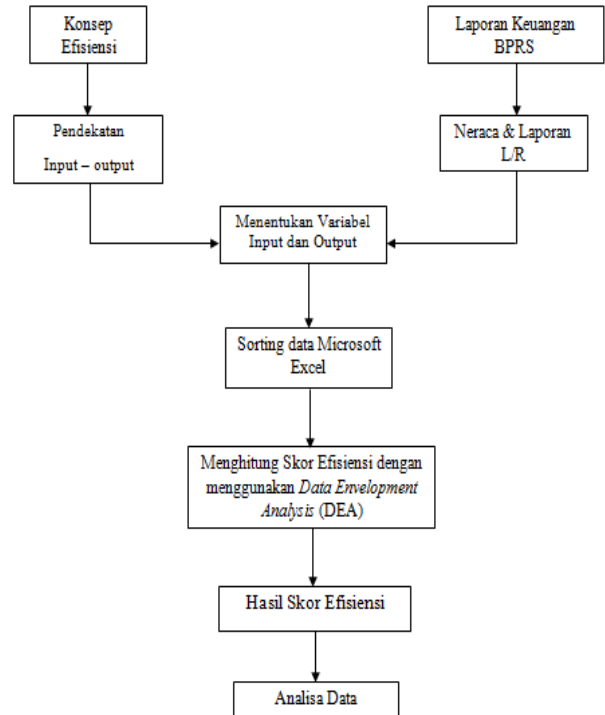 Konsep
Efisiensi
Laporan Keuangan
BPRS
Pendekatan
Input – output
Neraca & Laporan
L/R
Menentukan Variabel
Input dan Output
Sorting data Microsoft
Excel
Menghitung Skor Efisiensi dengan
menggunakan Data Envelopment
Analysis (DEA)
Hasil Skor Efisiensi
Analisa Data